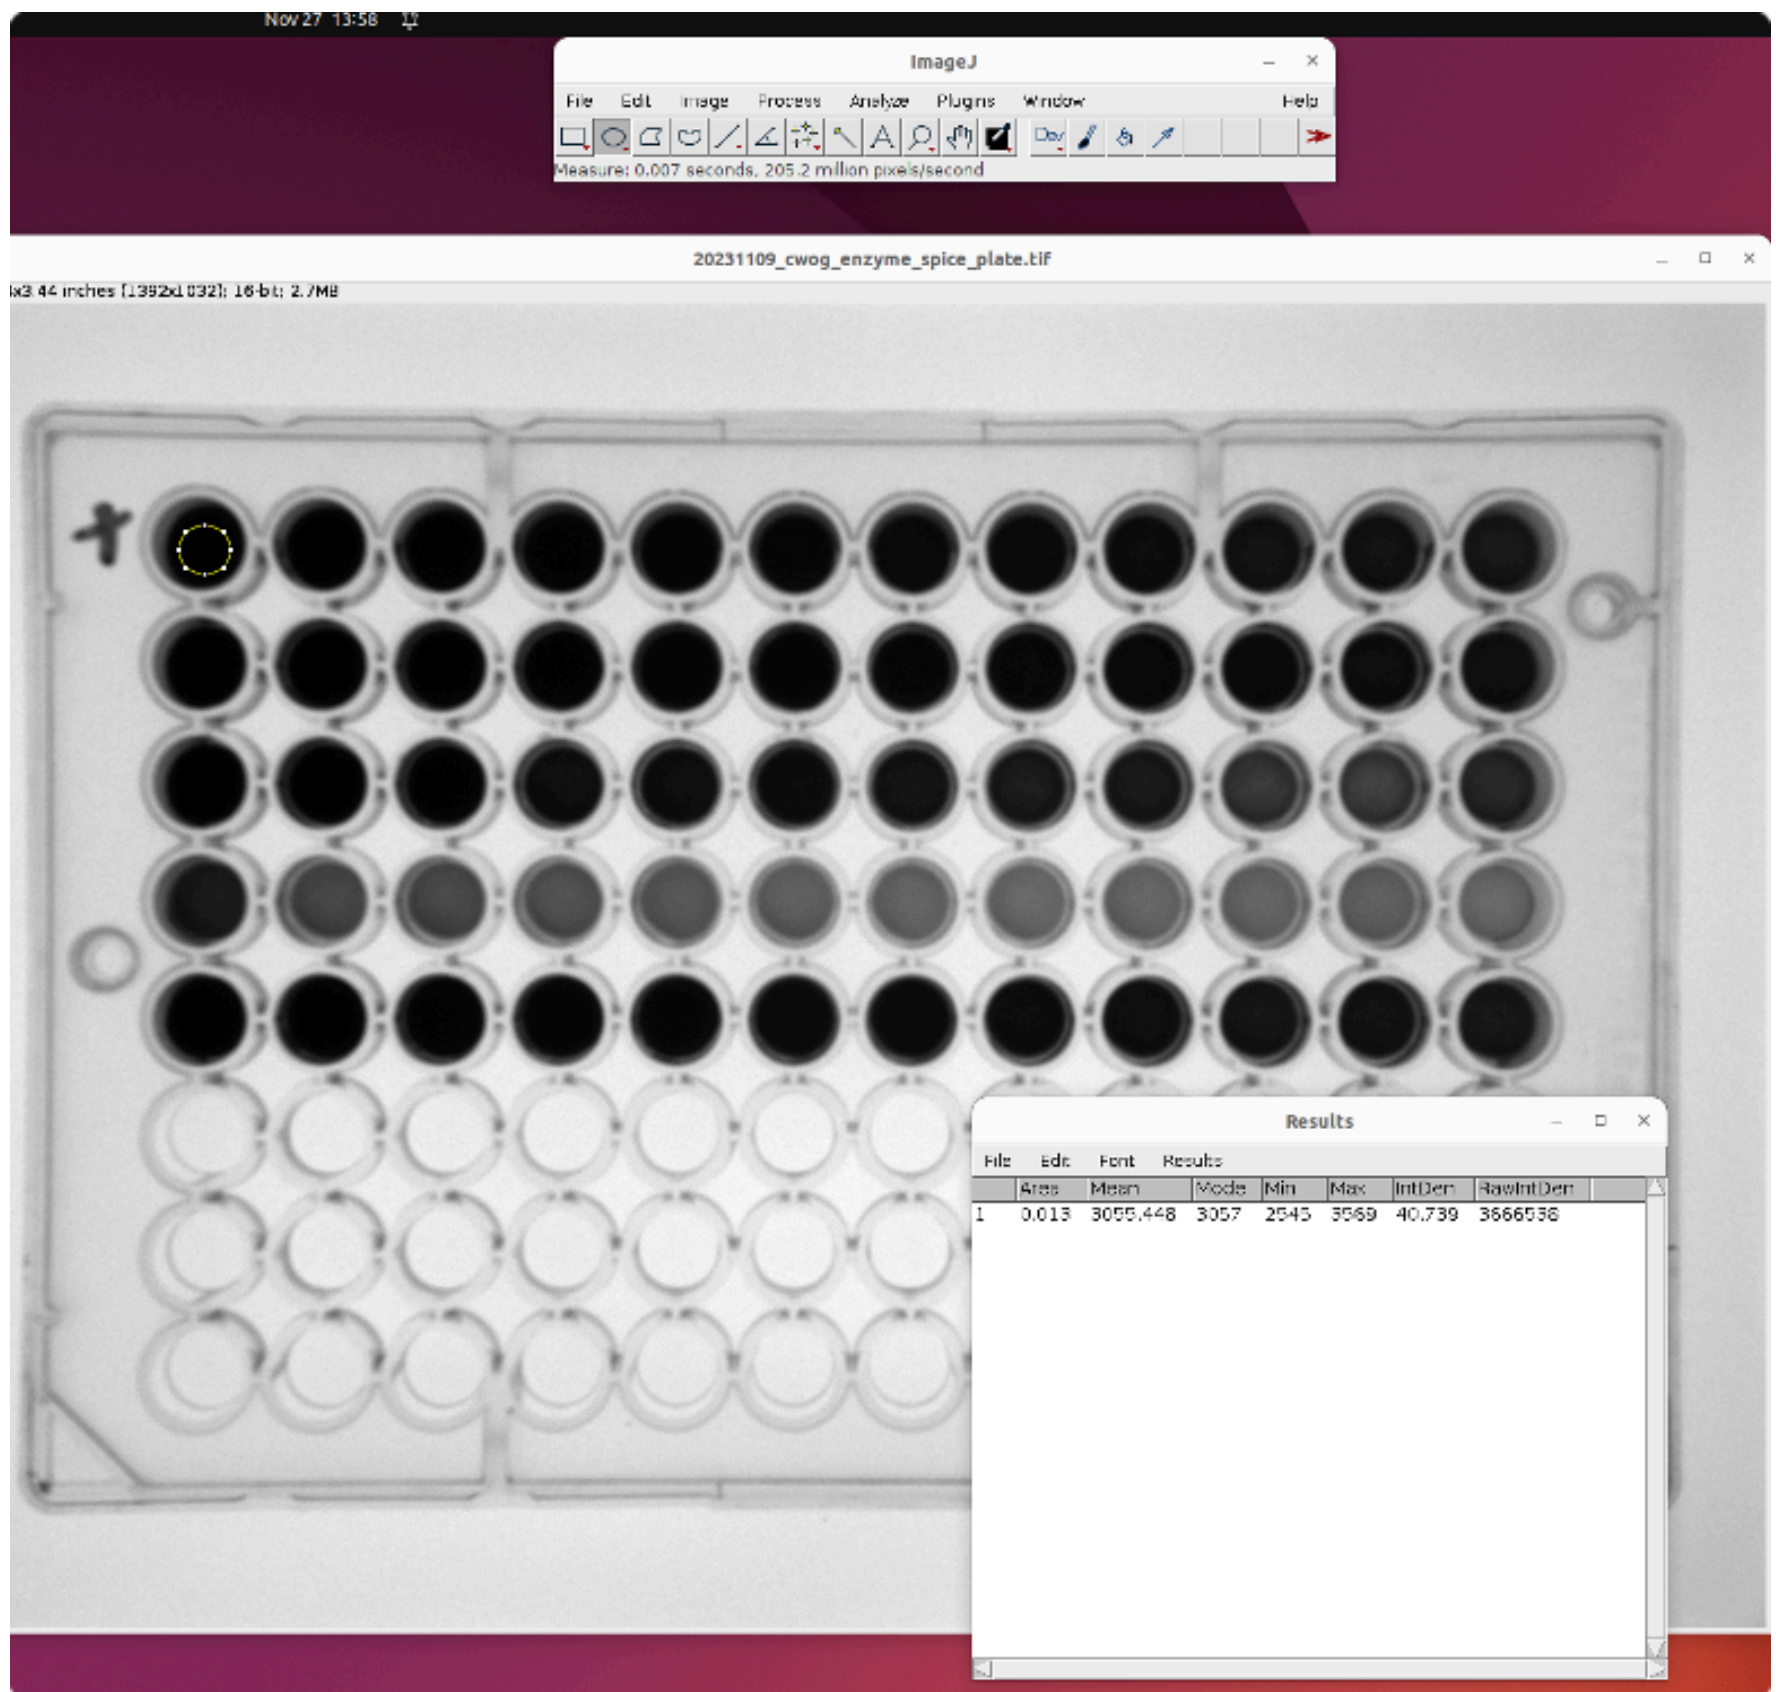 Nov 27 13:58
ImageJ
File Edit Image Process Analyze Plugins Window Help
Dev
Measure: 0.007 seconds, 205.2 million pixels/second
20231109_cwog_enzyme_spice_plate.tif
x3.44 inches (1392x1032); 16-bit; 2.7MB
Results
File Edit Font Results
Area Mean Mode Min Max IntDen RawIntDen
1 0.013 3055.448 3057 2545 3569 40.739 3666538